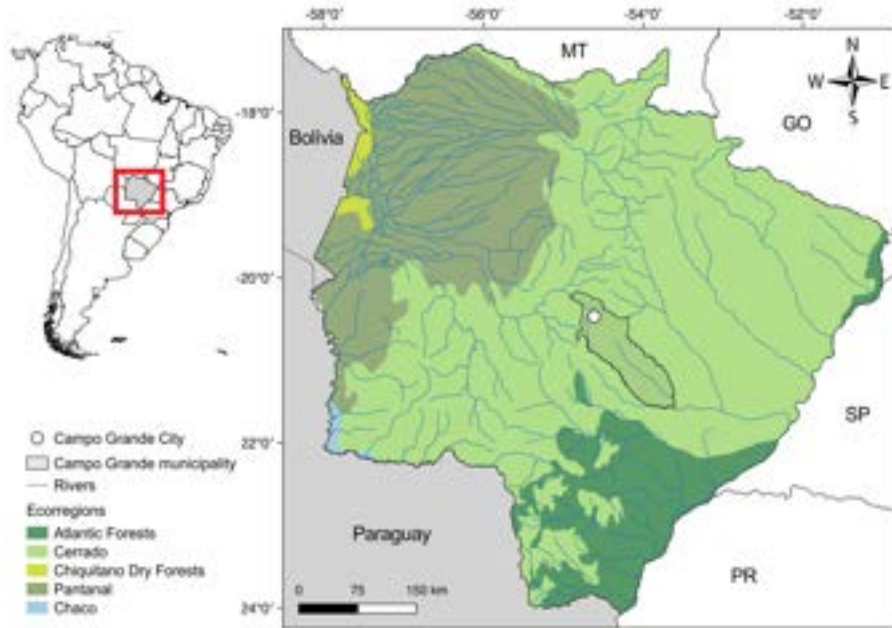 -58°0' -56°0' -54°0' -52°0'
MT
N
W E
S
-18°0'
GO
Bolívia
-20°0'
SP
Campo Grande City
-22°0'
Campo Grande municipality
Rivers
Ecorregions
Atlantic Forests
Paraguay
Cerrado
Chiquitano Dry Forests
PR
Pantanal
0 75 150 km
Chaco
-24°0'